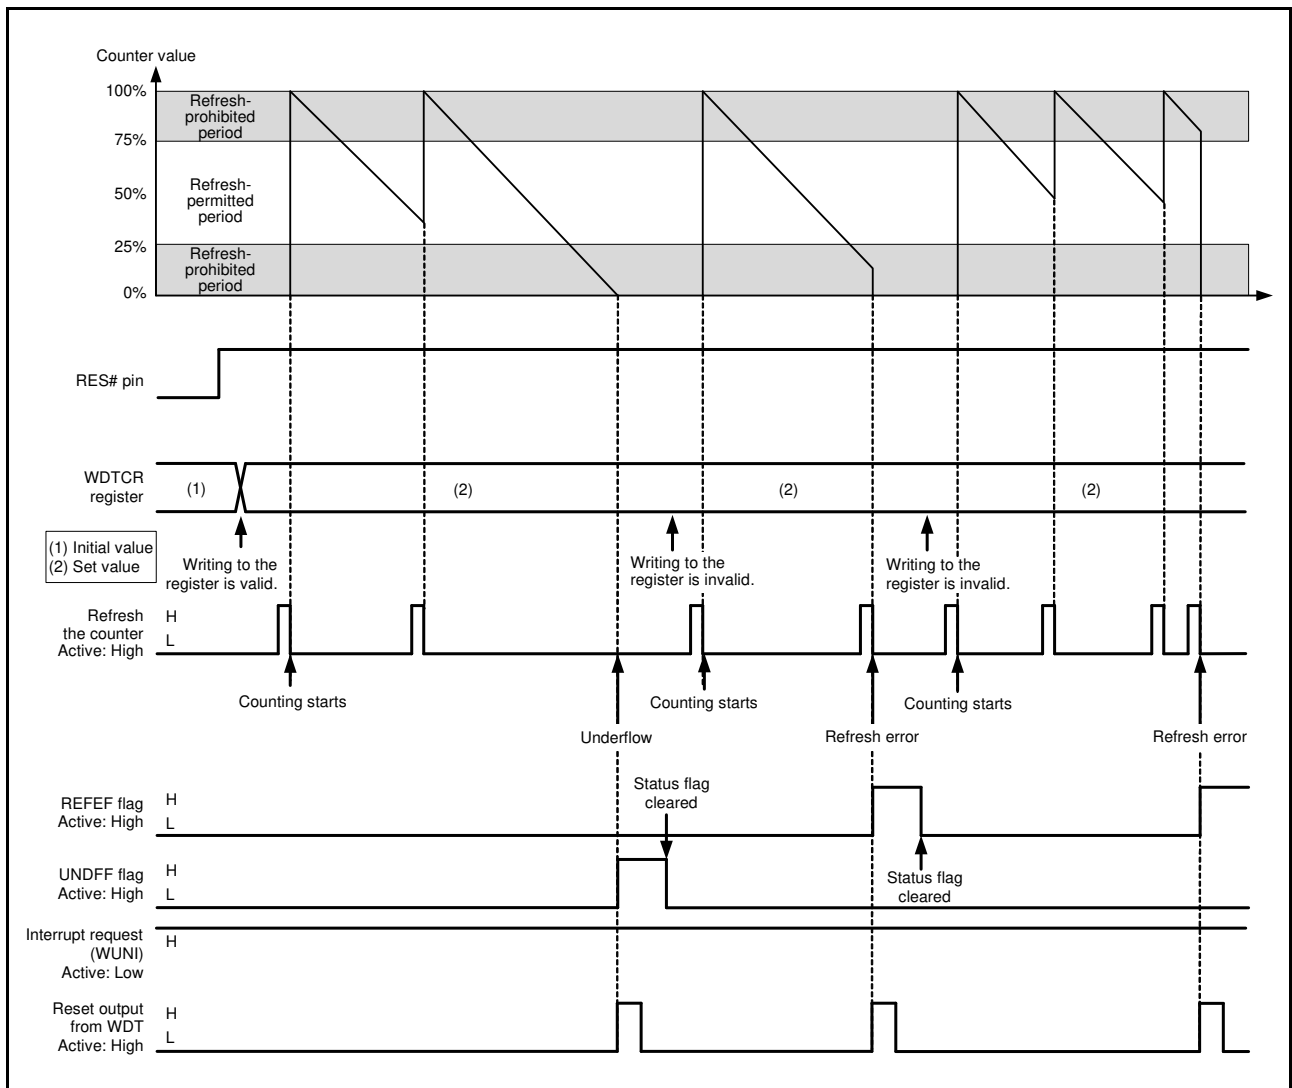 Counter value
100%
Refresh-
prohibited
period
75%
Refresh-
permitted
period
50%
25%
Refresh-
prohibited
period
0%
RES# pin
WDTCR
register
(1)
(2)
(2)
(2)
(1) Initial value
(2) Set value
Writing to the
register is valid.
Writing to the
register is invalid.
Writing to the
register is invalid.
Refresh
the counter
Active: High
H
L
Counting starts
Counting starts
Counting starts
Underflow
Refresh error
Refresh error
Status flag
cleared
REFEF flag
Active: High
H
L
UNDFF flag
Active: High
H
L
Status flag
cleared
Interrupt request
(WUNI)
Active: Low
H
Reset output
from WDT
Active: High
H
L